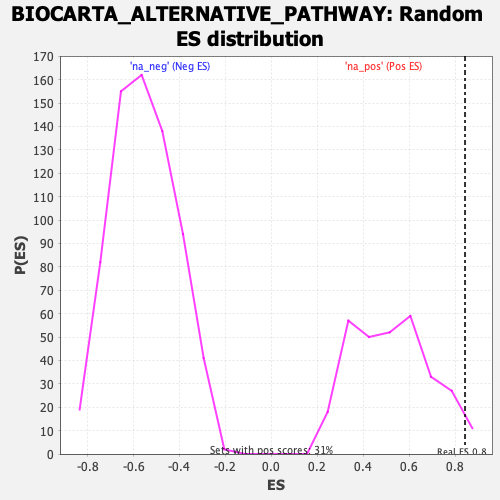 BIOCARTA_ALTERNATIVE_PATHWAY: Random
ES distribution
'na_neg' (Neg ES)
'na_pos' (Pos ES)
170
160
150
140
130
120
110
100
90
80
70
60
50
40
30
20
10
0
P(ES)
Sets with pos scores: 31%
Real ES 0.8
-0.8 -0.6 -0.4 -0.2 0.0 0.2 0.4 0.6 0.8
ES